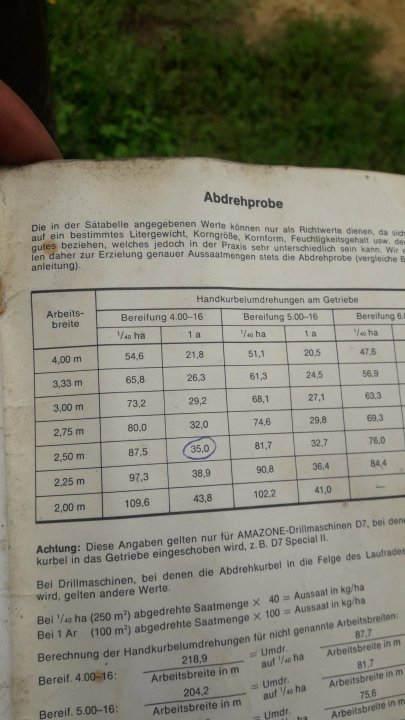 Abdrehprobe
Die in der Sätabelle angegebenen Werte können nur als Richtwerte dienen, da sich
auf ein bestimmtes Litergewicht, Korngröße, Kornform, Feuchtigkeitsgehalt usw.
gutes beziehen, welches jedoch in der Praxis sehr unterschiedlich sein kann. Wir
len daher zur Erzielung genauer Aussaatmengen stets die Abdrehprobe (vergleiche B
anleitung).
Arbeits- breite Handkurbelumdrehungen am Getriebe
Bereifung 4.00–16 Bereifung 5.00–16 Bereifung
1/40 ha 1 a 1/40 ha 1 a 1/40 ha
4,00 m 54,6 21,8 51,1 20,5 47,6
3,33 m 65,8 26,3 61,3 24,5 56,9
3,00 m 73,2 29,2 68,1 27,1 63,3
2,75 m 80,0 32,0 74,6 29,8 69,3
2,50 m 87,5 35,0 81,7 32,7 76,0
2,25 m 97,3 38,9 90,8 36,4 84,4
2,00 m 109,6 43,8 102,2 41,0 —
Achtung: Diese Angaben gelten nur für AMAZONE-Drillmaschinen D7, bei dene
kurbel in das Getriebe eingeschoben wird, z. B. D7 Special II.
Bei Drillmaschinen, bei denen die Abdrehkurbel in die Felge des Laufrades
wird, gelten andere Werte.
Bei 1/40 ha (250 m²) abgedrehte Saatmenge × 40 = Aussaat in kg/ha
Bei 1 Ar (100 m²) abgedrehte Saatmenge × 100 = Aussaat in kg/ha
Berechnung der Handkurbelumdrehungen für nicht genannte Arbeitsbreiten:
Bereif. 4.00–16: 218,9 / Arbeitsbreite in m = Umdr. auf 1/40 ha 87,7 / Arbeitsbreite in m
Bereif. 5.00–16: 204,2 / Arbeitsbreite in m = Umdr. auf 1/40 ha 81,7 / Arbeitsbreite in m
= Umdr. 75,6